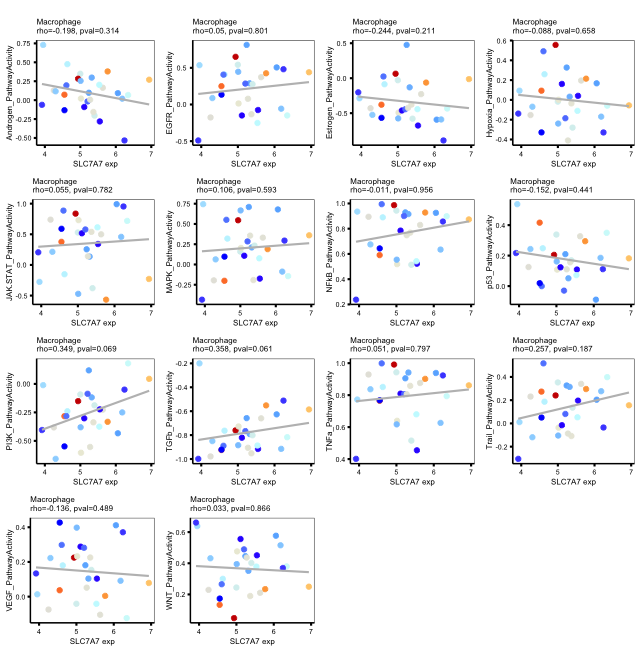 Macrophage
rho=-0.198, pval=0.314
Androgen_PathwayActivity
0.75
0.50
0.25
0.00
-0.25
-0.50
4 5 6 7
SLC7A7 exp
Macrophage
rho=0.05, pval=0.801
EGFR_PathwayActivity
0.5
0.0
-0.5
4 5 6 7
SLC7A7 exp
Macrophage
rho=-0.244, pval=0.211
Estrogen_PathwayActivity
0.5
0.0
-0.5
4 5 6 7
SLC7A7 exp
Macrophage
rho=-0.088, pval=0.658
Hypoxia_PathwayActivity
0.6
0.4
0.2
0.0
-0.2
-0.4
4 5 6 7
SLC7A7 exp
Macrophage
rho=0.055, pval=0.782
JAK.STAT_PathwayActivity
1.0
0.5
0.0
-0.5
4 5 6 7
SLC7A7 exp
Macrophage
rho=0.106, pval=0.593
MAPK_PathwayActivity
0.75
0.50
0.25
0.00
-0.25
4 5 6 7
SLC7A7 exp
Macrophage
rho=-0.011, pval=0.956
NFkB_PathwayActivity
1.0
0.8
0.6
0.4
0.2
4 5 6 7
SLC7A7 exp
Macrophage
rho=-0.152, pval=0.441
p53_PathwayActivity
0.4
0.2
0.0
4 5 6 7
SLC7A7 exp
Macrophage
rho=0.349, pval=0.069
PI3K_PathwayActivity
0.00
-0.25
-0.50
4 5 6 7
SLC7A7 exp
Macrophage
rho=0.358, pval=0.061
TGFb_PathwayActivity
-0.2
-0.4
-0.6
-0.8
-1.0
4 5 6 7
SLC7A7 exp
Macrophage
rho=0.051, pval=0.797
TNFa_PathwayActivity
1.0
0.8
0.6
0.4
4 5 6 7
SLC7A7 exp
Macrophage
rho=0.257, pval=0.187
Trail_PathwayActivity
0.4
0.2
0.0
-0.2
4 5 6 7
SLC7A7 exp
Macrophage
rho=-0.136, pval=0.489
VEGF_PathwayActivity
0.4
0.2
0.0
4 5 6 7
SLC7A7 exp
Macrophage
rho=0.033, pval=0.866
WNT_PathwayActivity
0.6
0.4
0.2
4 5 6 7
SLC7A7 exp